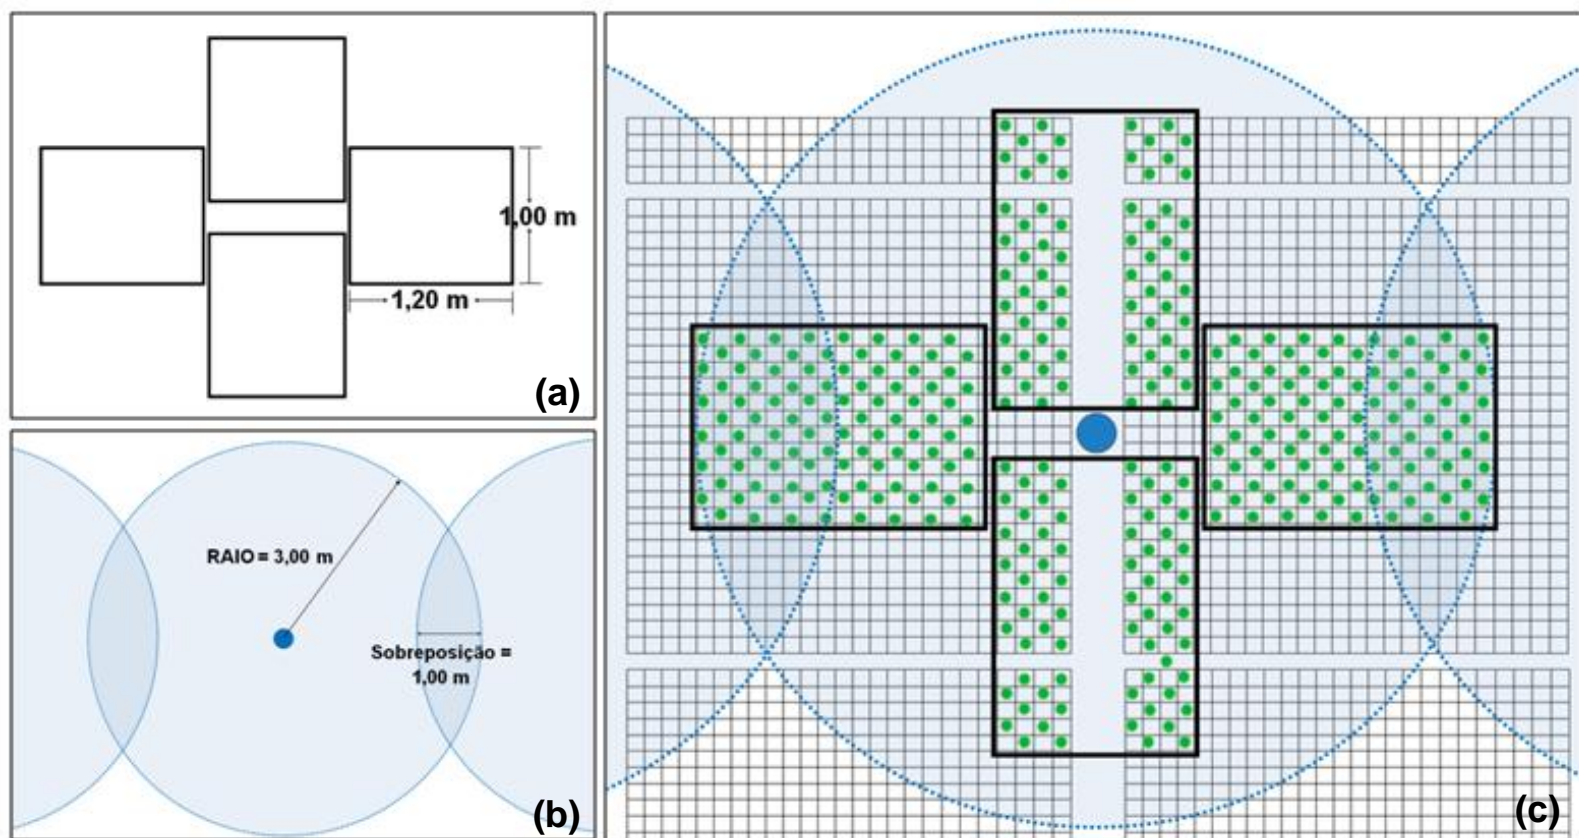 1,00 m
1,20 m
(a)
RAIO = 3,00 m
Sobreposição =
1,00 m
(b)
(c)